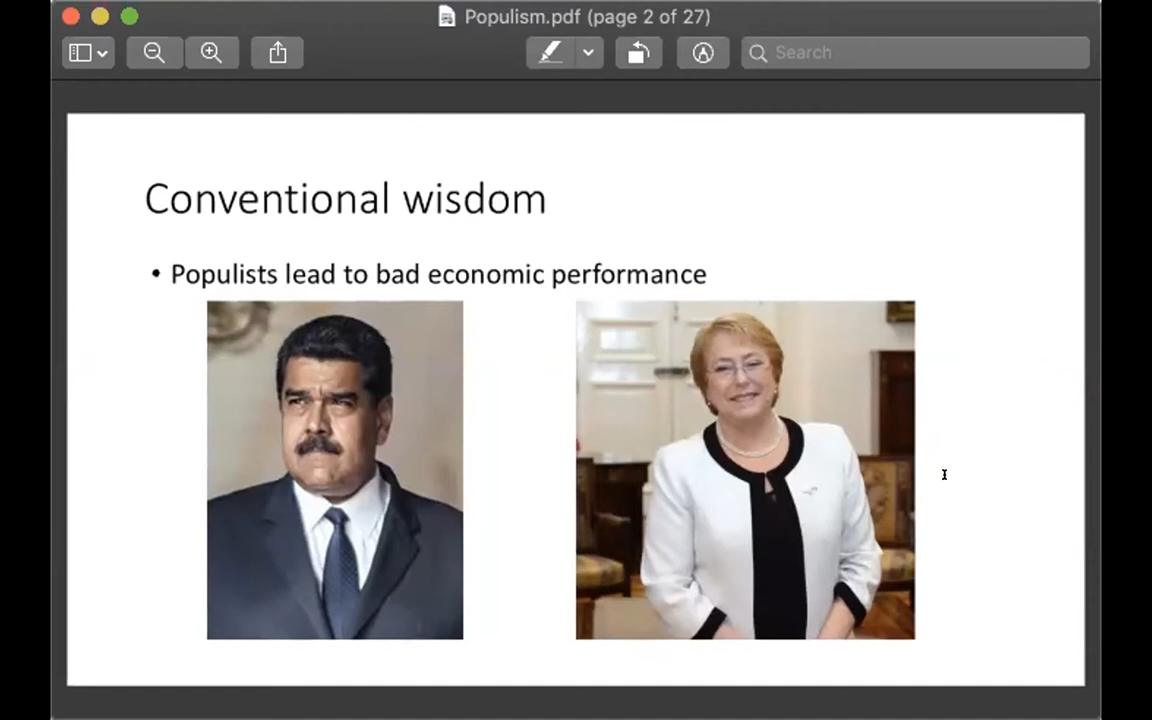 Populism.pdf (page 2 of 27)
Search
Conventional wisdom
• Populists lead to bad economic performance